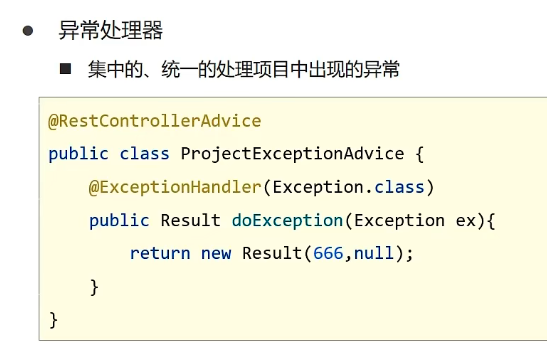 ● 异常处理器
■ 集中的、统一的处理项目中出现的异常
@RestControllerAdvice
public class ProjectExceptionAdvice {
    @ExceptionHandler(Exception.class)
    public Result doException(Exception ex){
        return new Result(666,null);
    }
}